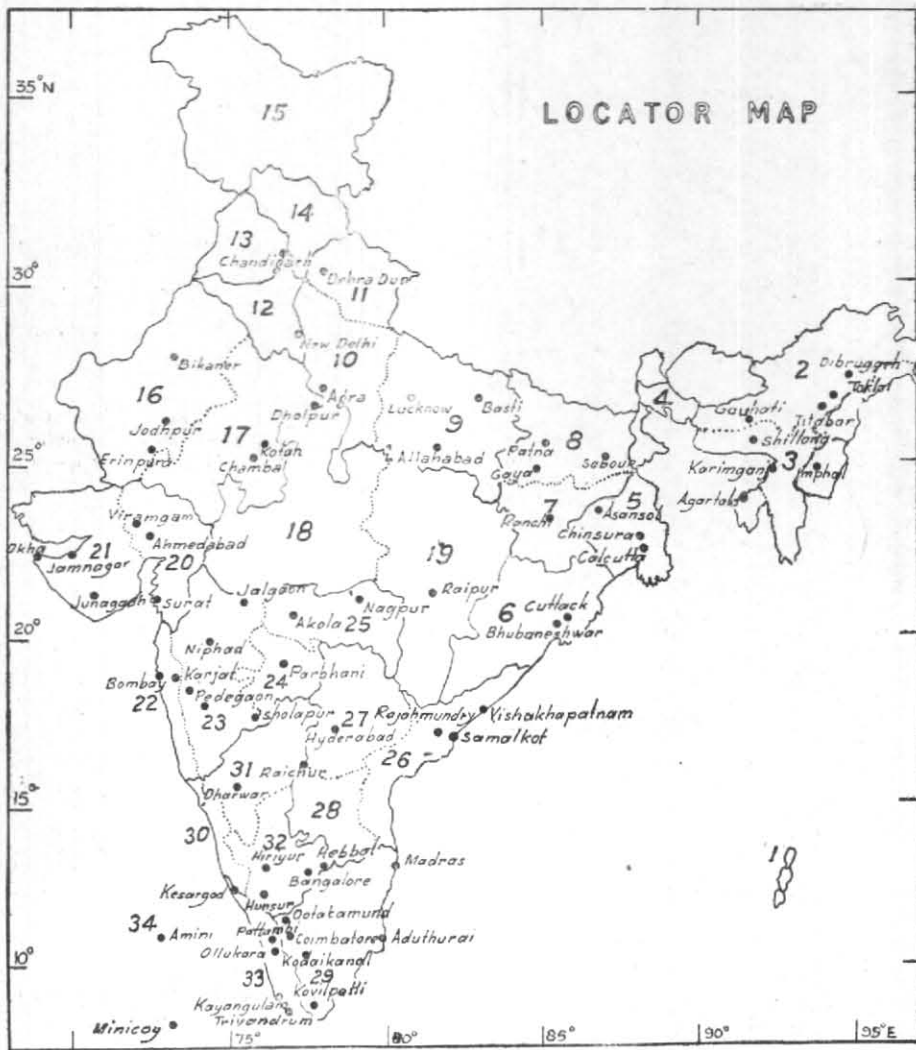 LOCATOR MAP
35° N
15
14
13
Chandigarh
Dehra Dun
30°
11
12
New Delhi
10
Bikaner
2
Dibrugarh
Agra
4
Toklai
16
Dholpur
Lucknow
Basti
Gauhati
Titabar
Jodhpur
17
Kotah
9
Patna
8
Shillong
Erinpura
Chambal
Allahabad
Sabour
25°
Gaya
Karimganj
3
Imphal
7
5
Agartala
Viramgam
18
Ranchi
Asansol
Okha
21
Ahmedabad
19
Chinsura
Jamnagar
20
Calcutta
Junagadh
Surat
Jalgaon
Nagpur
Raipur
Akola
25
6
Cuttack
20°
Niphad
Bhubaneshwar
Karjat
24
Parbhani
Bombay
Pedegaon
22
23
Sholapur
27
Rajahmundry
Vishakhapatnam
Hyderabad
Samalkot
26
31
Raichur
15°
Dharwar
28
30
32
1
Hiriyur
Hebbal
Madras
Bangalore
Kesargod
Hunsur
Ootakamund
34
Amini
Pattambi
Coimbatore
Aduthurai
Ollukara
Kodaikanal
10°
33
29
Kovilpatti
Kayangulam
Trivandrum
Minicoy
75°
80°
85°
90°
95°E